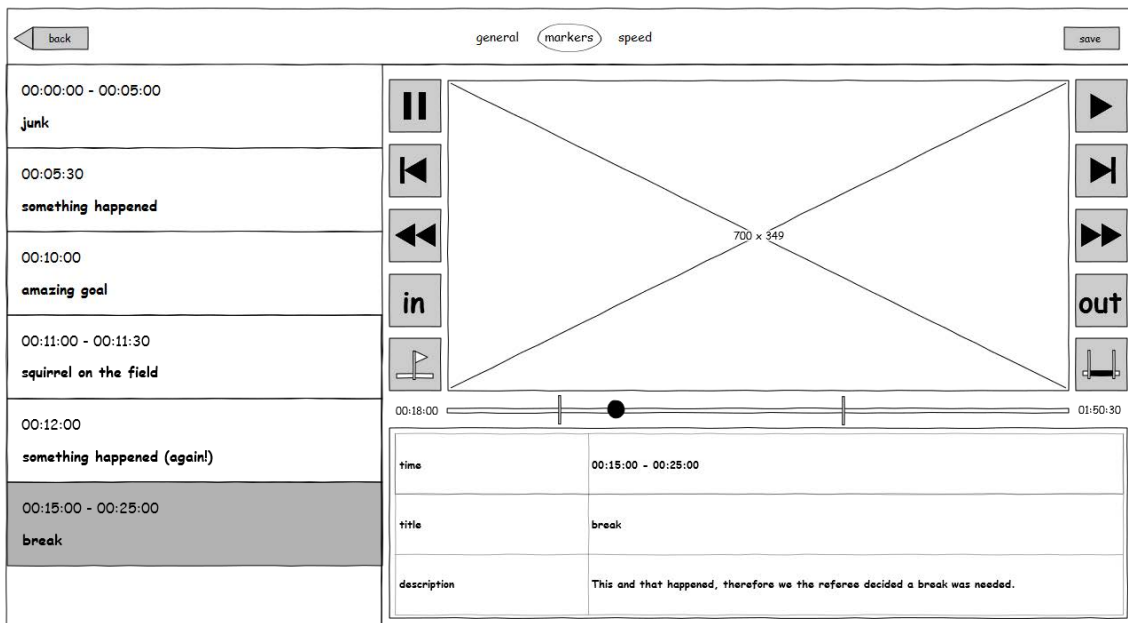 back
general markers speed
save
00:00:00 - 00:05:00
junk
00:05:30
something happened
00:10:00
amazing goal
00:11:00 - 00:11:30
squirrel on the field
00:12:00
something happened (again!)
00:15:00 - 00:25:00
break
700 x 349
in
out
00:18:00
01:50:30
time 00:15:00 - 00:25:00
title break
description This and that happened, therefore we the referee decided a break was needed.